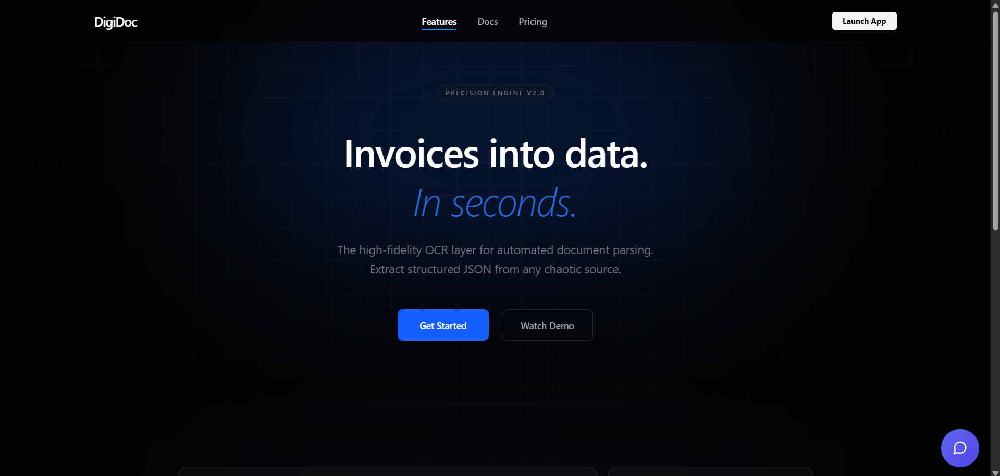 DigiDoc
Features
Docs
Pricing
Launch App
PRECISION ENGINE V2.0
Invoices into data.
In seconds.
The high-fidelity OCR layer for automated document parsing.
Extract structured JSON from any chaotic source.
Get Started
Watch Demo